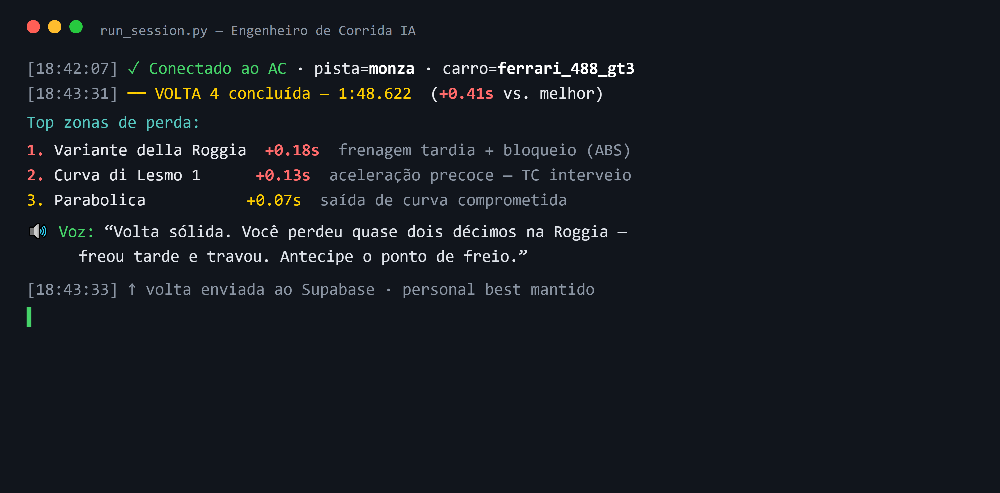 run_session.py — Engenheiro de Corrida IA
[18:42:07] ✓ Conectado ao AC · pista=monza · carro=ferrari_488_gt3
[18:43:31] —— VOLTA 4 concluída — 1:48.622 (+0.41s vs. melhor)
Top zonas de perda:
1. Variante della Roggia +0.18s frenagem tardia + bloqueio (ABS)
2. Curva di Lesmo 1 +0.13s aceleração precoce — TC interveio
3. Parabolica +0.07s saída de curva comprometida
🔊 Voz: “Volta sólida. Você perdeu quase dois décimos na Roggia —
freou tarde e travou. Antecipe o ponto de freio.”
[18:43:33] ↑ volta enviada ao Supabase · personal best mantido